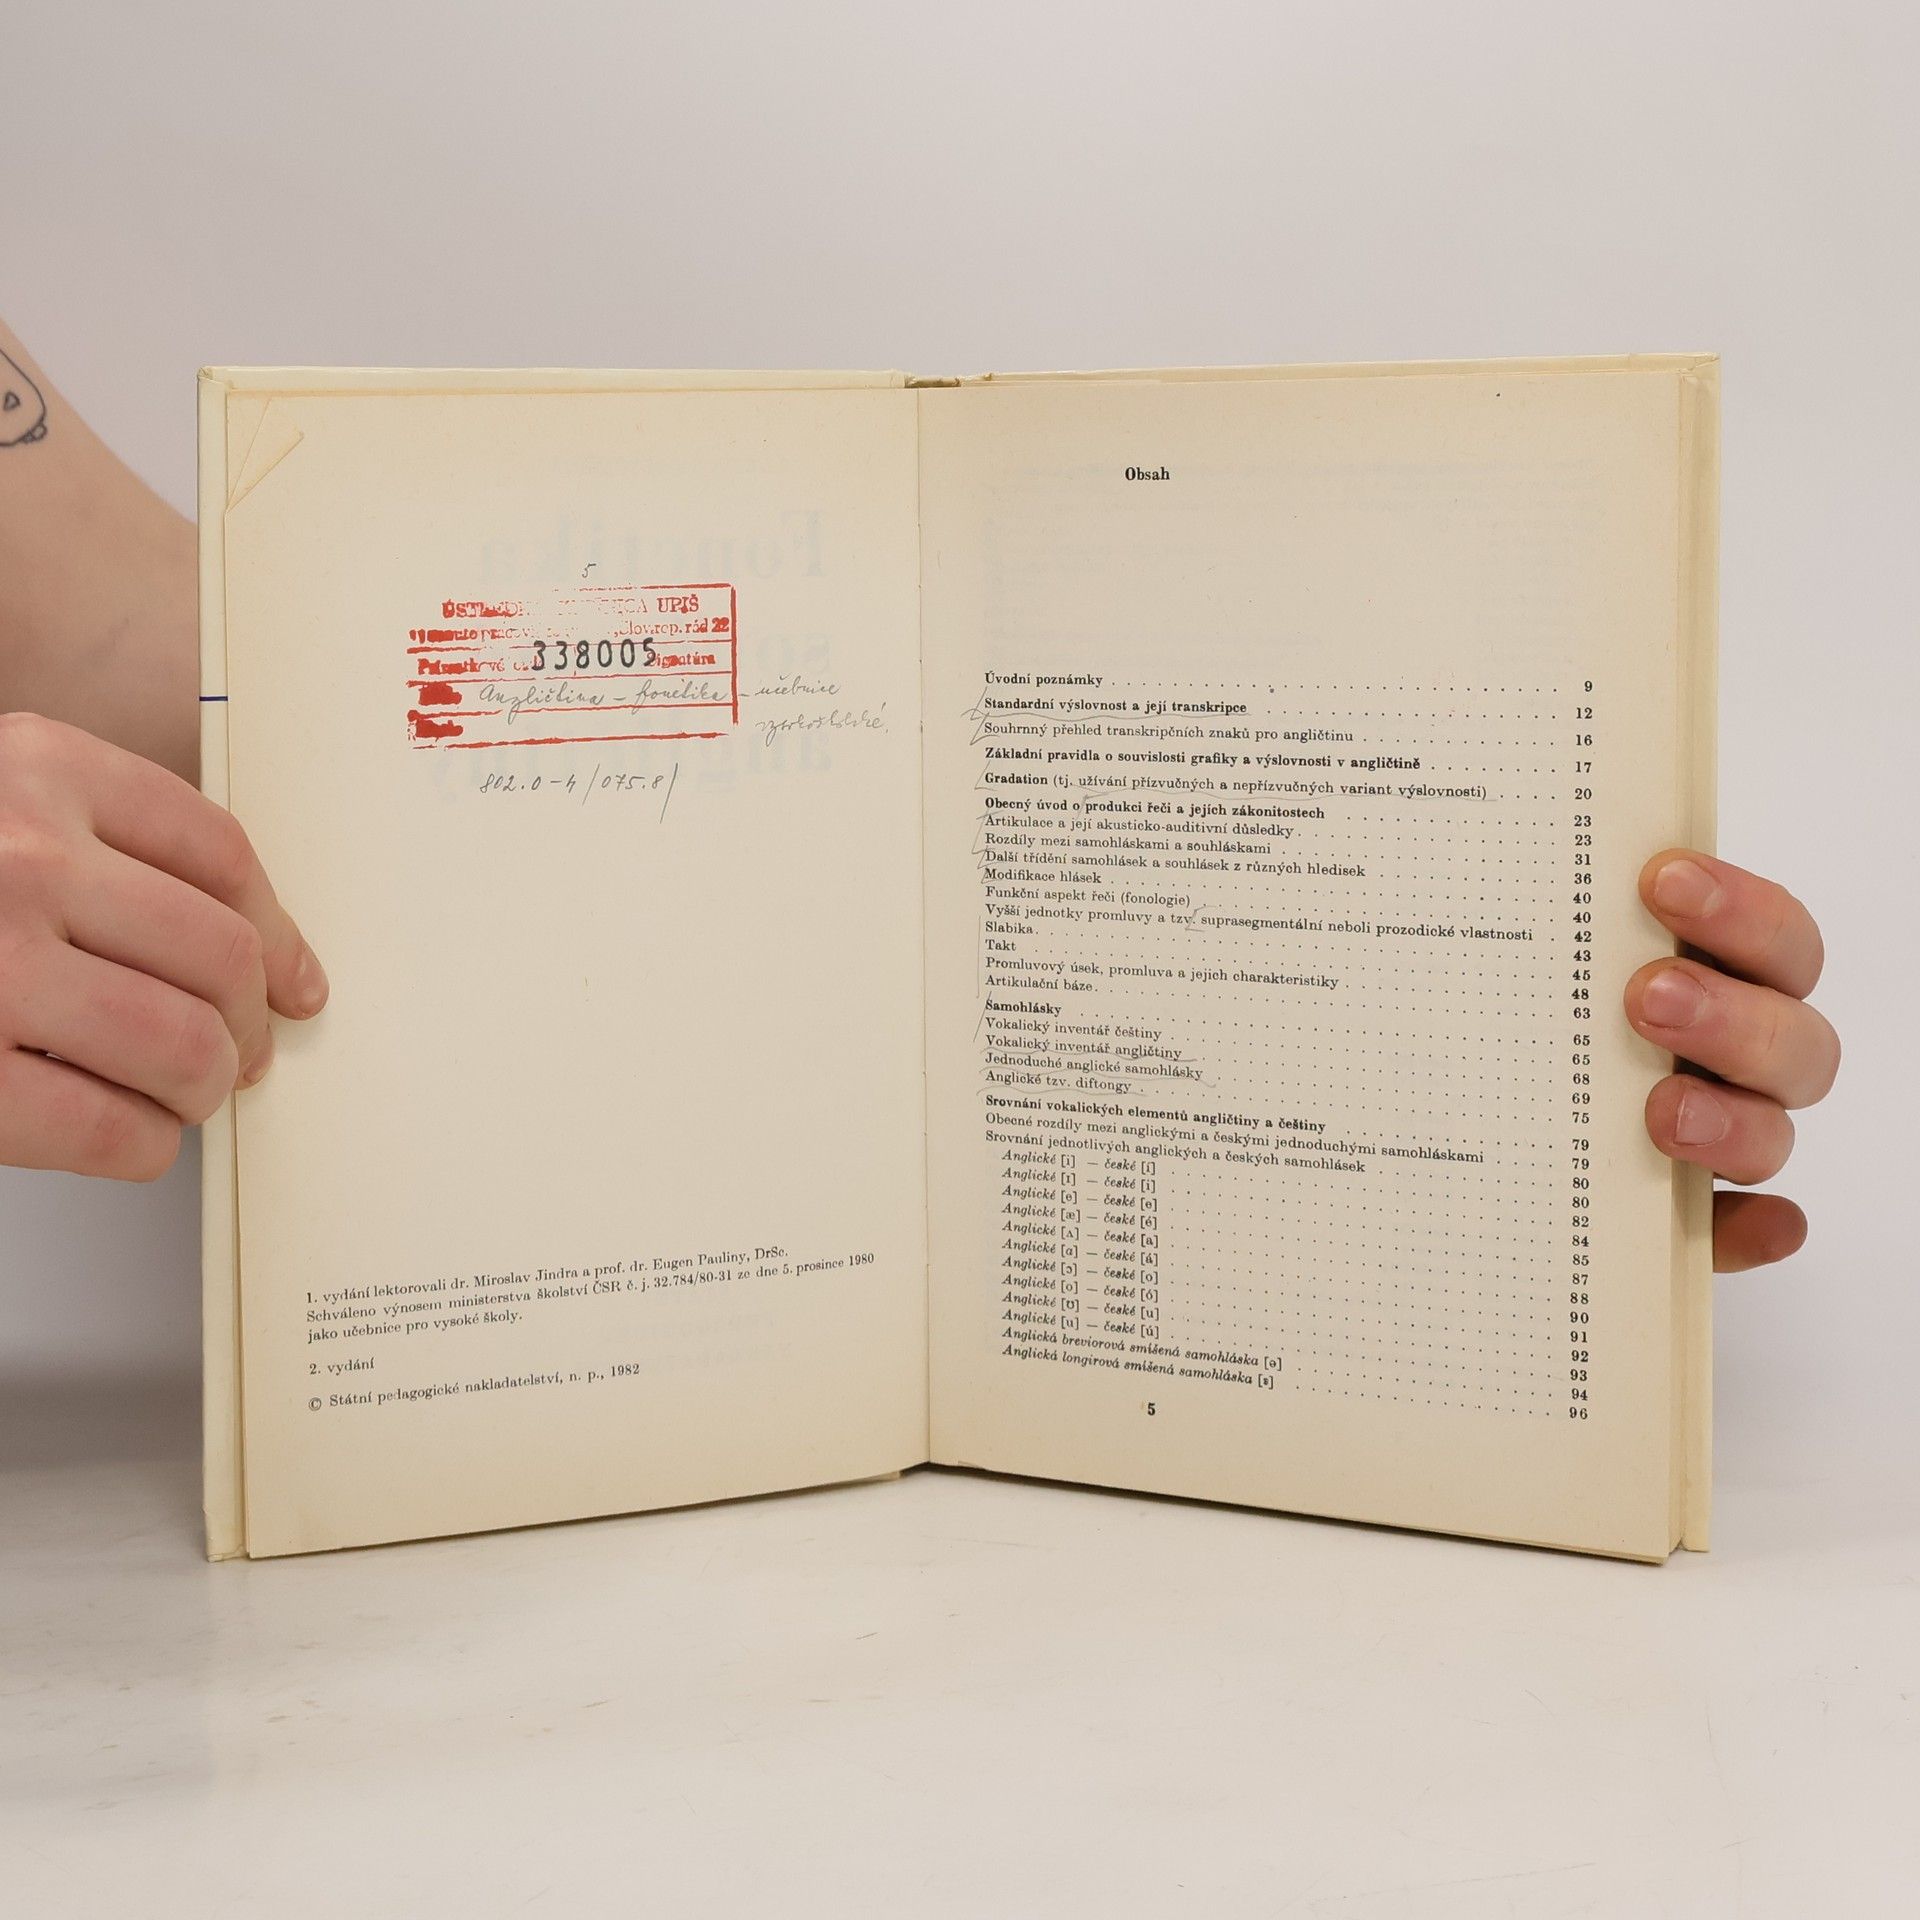 5
ÚSTREDNÁ KNIŽNICA UPIŠ
rád 22
338005 Signatúra
Angličtina – fonetika – učebnice
vysokoškolské,
802.0-4/075.8/
1. vydání lektorovali dr. Miroslav Jindra a prof. dr. Eugen Pauliny, DrSc.
Schváleno výnosem ministerstva školství ČSR č. j. 32.784/80-31 ze dne 5. prosince 1980
jako učebnice pro vysoké školy.
2. vydání
© Státní pedagogické nakladatelství, n. p., 1982
Obsah
Úvodní poznámky . . . 9
Standardní výslovnost a její transkripce . . . 12
Souhrnný přehled transkripčních znaků pro angličtinu . . . 16
Základní pravidla o souvislosti grafiky a výslovnosti v angličtině . . . 17
Gradation (tj. užívání přízvučných a nepřízvučných variant výslovnosti) . . . 20
Obecný úvod o produkci řeči a jejích zákonitostech . . . 23
Artikulace a její akusticko-auditivní důsledky . . . 23
Rozdíly mezi samohláskami a souhláskami . . . 31
Další třídění samohlásek a souhlásek z různých hledisek . . . 36
Modifikace hlásek . . . 40
Funkční aspekt řeči (fonologie) . . . 40
Vyšší jednotky promluvy a tzv. suprasegmentální neboli prozodické vlastnosti . 42
Slabika . . . 43
Takt . . . 45
Promluvový úsek, promluva a jejich charakteristiky . . . 48
Artikulační báze . . . 63
Samohlásky . . . 65
Vokalický inventář češtiny . . . 65
Vokalický inventář angličtiny . . . 68
Jednoduché anglické samohlásky . . . 69
Anglické tzv. diftongy . . . 75
Srovnání vokalických elementů angličtiny a češtiny . . . 79
Obecné rozdíly mezi anglickými a českými jednoduchými samohláskami . . . 79
Srovnání jednotlivých anglických a českých samohlásek . . . 80
Anglické [i] — české [í] . . . 80
Anglické [ɪ] — české [i] . . . 82
Anglické [e] — české [e] . . . 84
Anglické [æ] — české [é] . . . 85
Anglické [ʌ] — české [a] . . . 87
Anglické [ɑ] — české [á] . . . 88
Anglické [ɔ] — české [o] . . . 90
Anglické [o] — české [ó] . . . 91
Anglické [ʊ] — české [u] . . . 92
Anglické [u] — české [ú] . . . 93
Anglická breviorová smíšená samohláska [ə] . . . 94
Anglická longirová smíšená samohláska . . . 96
5